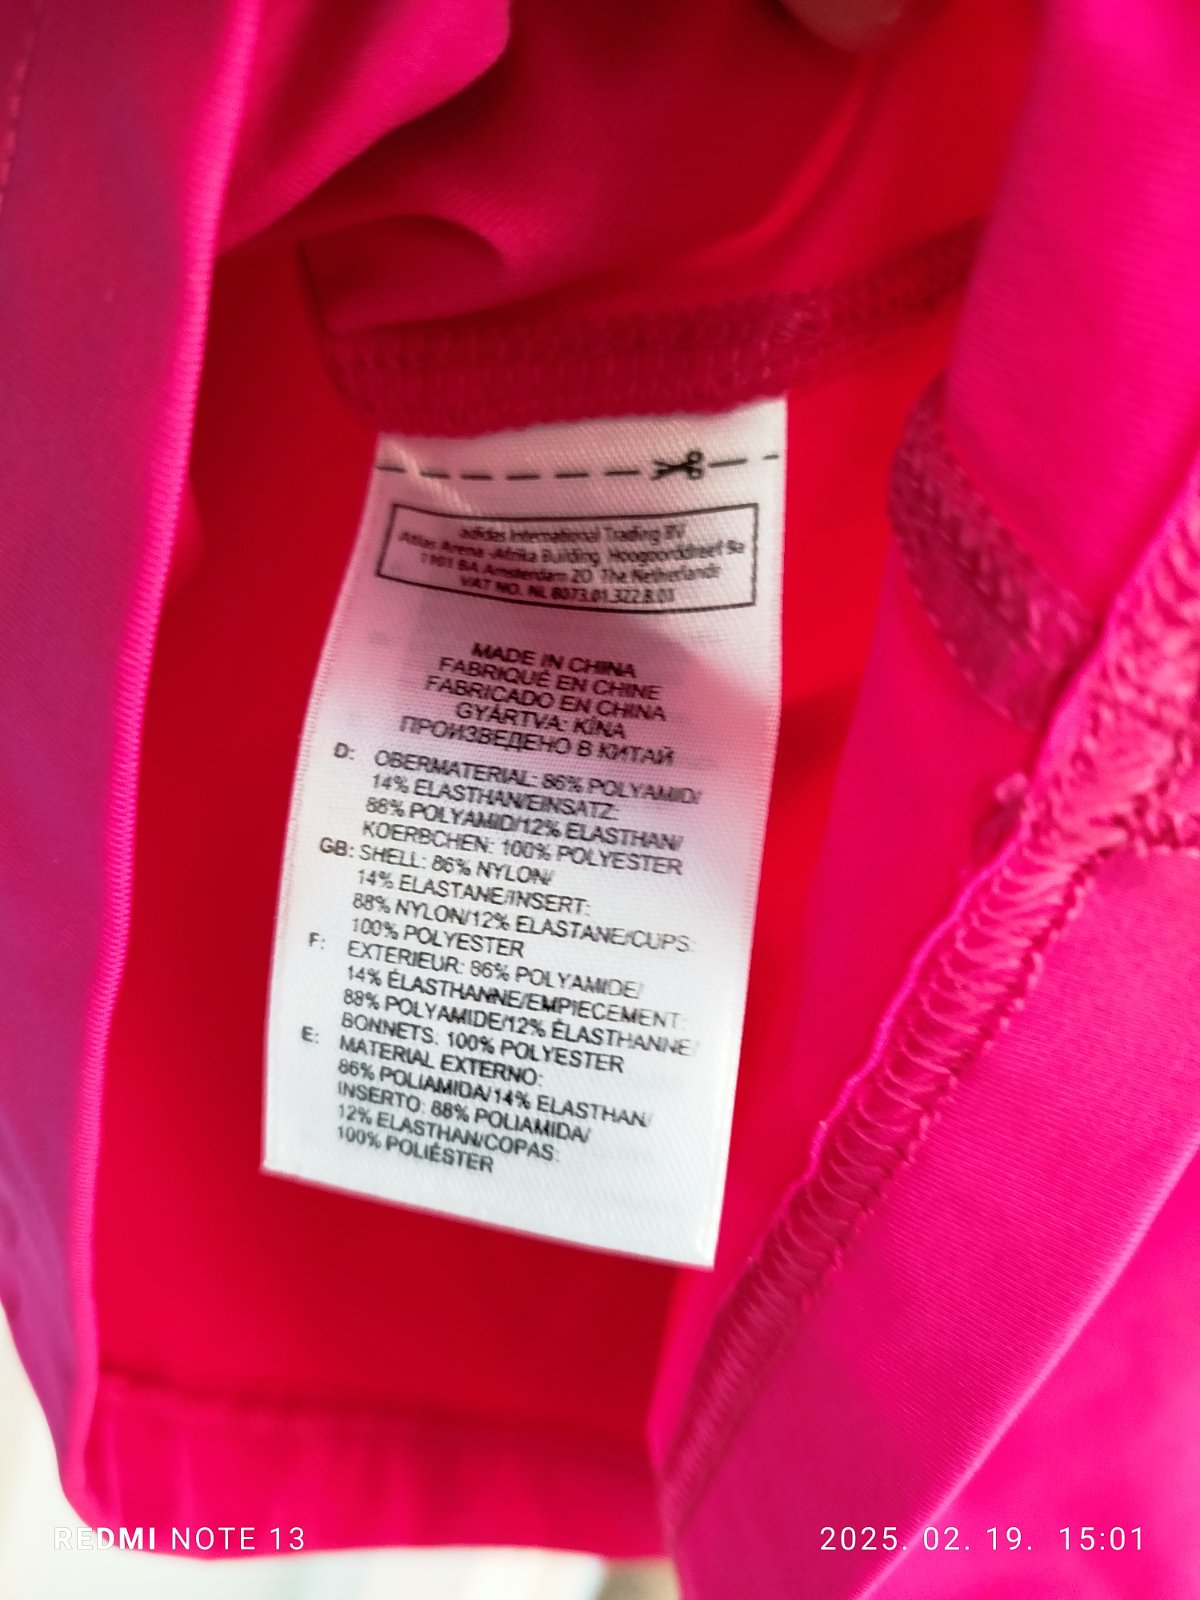 adidas International Trading BV
Atlas Arena -Afrika Building, Hoogoorddreef 9a
1101 BA Amsterdam ZO The Netherlands
VAT NO. NL 8073.01.322.B.01
MADE IN CHINA
FABRIQUÉ EN CHINE
FABRICADO EN CHINA
GYÁRTVA: KÍNA
ПРОИЗВЕДЕНО В КИТАЙ
D: OBERMATERIAL: 86% POLYAMID/
14% ELASTHAN/EINSATZ:
88% POLYAMID/12% ELASTHAN/
KOERBCHEN: 100% POLYESTER
GB: SHELL: 86% NYLON/
14% ELASTANE/INSERT:
88% NYLON/12% ELASTANE/CUPS:
100% POLYESTER
F: EXTERIEUR: 86% POLYAMIDE/
14% ÉLASTHANNE/EMPIECEMENT:
88% POLYAMIDE/12% ÉLASTHANNE/
BONNETS: 100% POLYESTER
E: MATERIAL EXTERNO:
86% POLIAMIDA/14% ELASTHAN/
INSERTO: 88% POLIAMIDA/
12% ELASTHAN/COPAS:
100% POLIÉSTER
REDMI NOTE 13
2025. 02. 19. 15:01